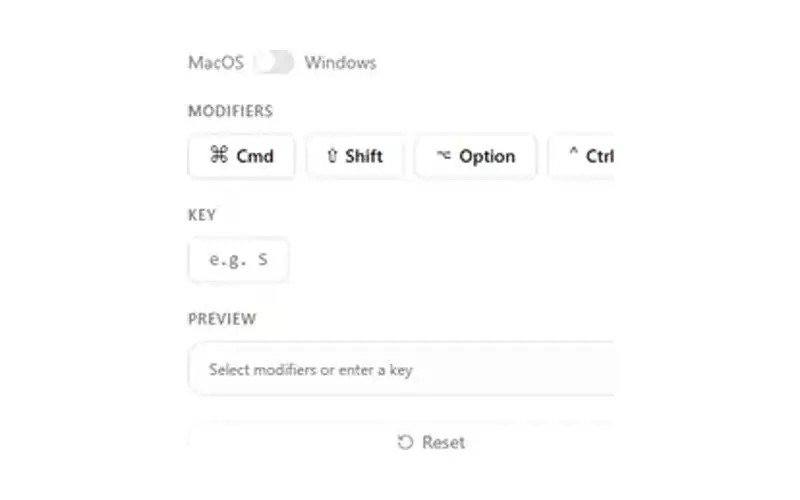 MacOS Windows
MODIFIERS
⌘ Cmd ⇧ Shift ⌥ Option ^ Ctrl
KEY
e.g. S
PREVIEW
Select modifiers or enter a key
Reset